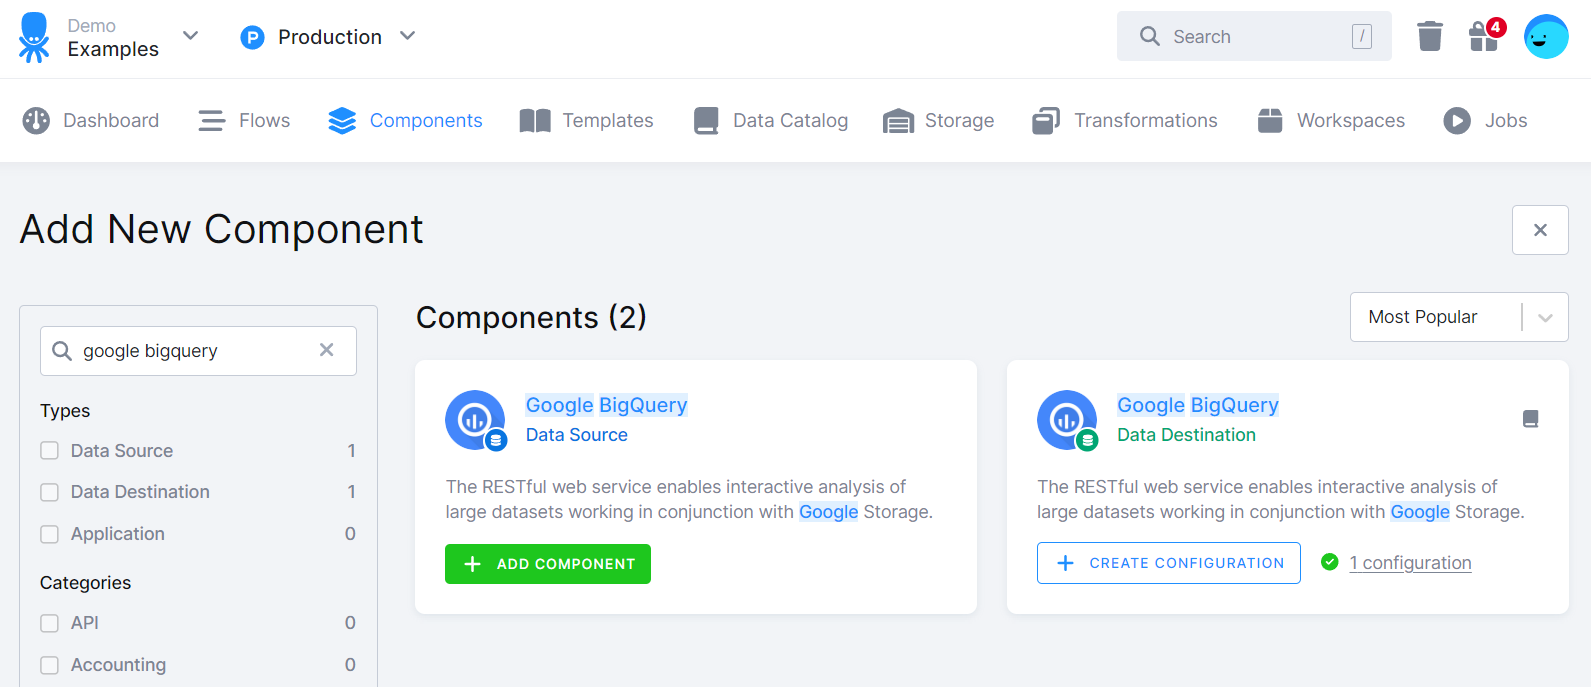 Demo
Examples
P Production
Search /
4
Dashboard Flows Components Templates Data Catalog Storage Transformations Workspaces Jobs
Add New Component
google bigquery
Types
Data Source 1
Data Destination 1
Application 0
Categories
API 0
Accounting 0
Components (2)
Most Popular
Google BigQuery
Data Source
The RESTful web service enables interactive analysis of
large datasets working in conjunction with Google Storage.
ADD COMPONENT
Google BigQuery
Data Destination
The RESTful web service enables interactive analysis of
large datasets working in conjunction with Google Storage.
CREATE CONFIGURATION 1 configuration